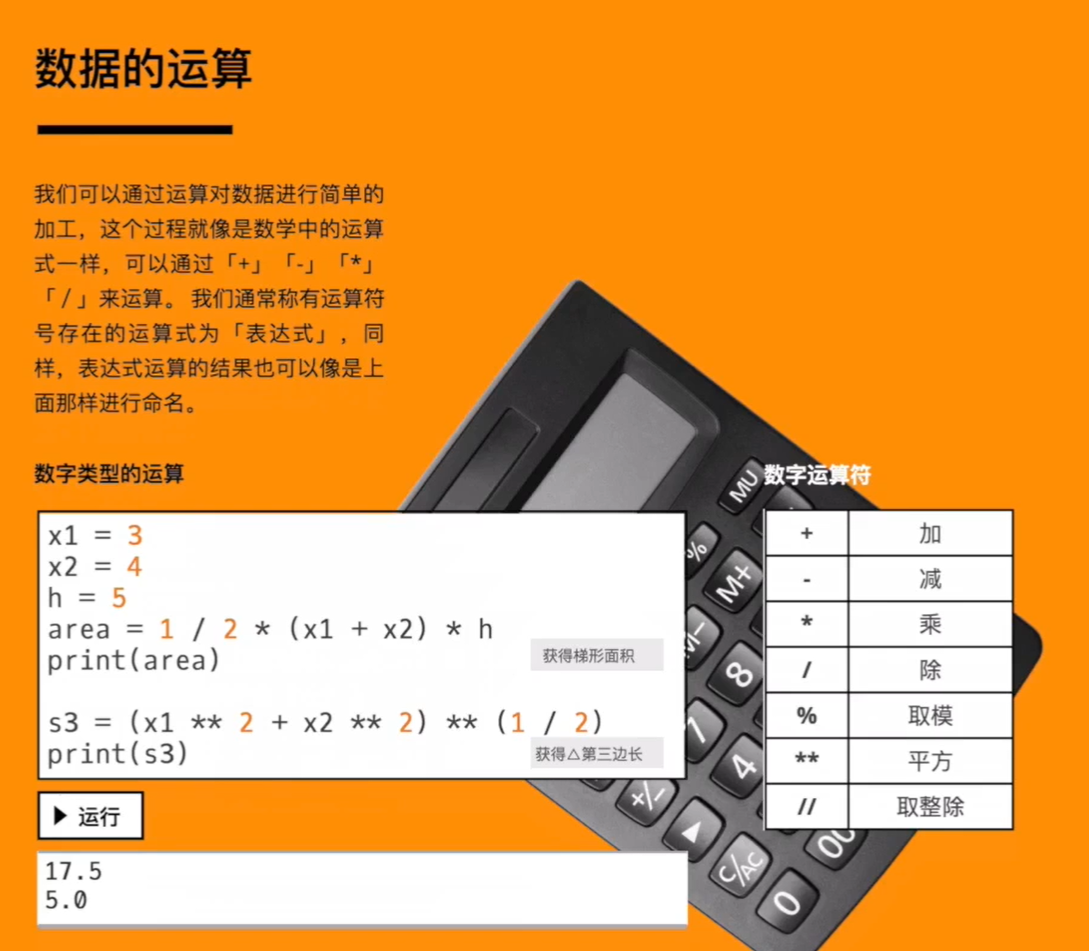 数据的运算
我们可以通过运算对数据进行简单的
加工，这个过程就像是数学中的运算
式一样，可以通过「+」「-」「*」
「/」来运算。 我们通常称有运算符
号存在的运算式为「表达式」，同
样，表达式运算的结果也可以像是上
面那样进行命名。
数字类型的运算
x1 = 3
x2 = 4
h = 5
area = 1 / 2 * (x1 + x2) * h
print(area)
获得梯形面积
s3 = (x1 ** 2 + x2 ** 2) ** (1 / 2)
print(s3)
获得△第三边长
▶ 运行
17.5
5.0
数字运算符
+ 加
- 减
* 乘
/ 除
% 取模
** 平方
// 取整除
MU
%
M+
M-
8
7
4
+/-
▲
C/AC
0
00